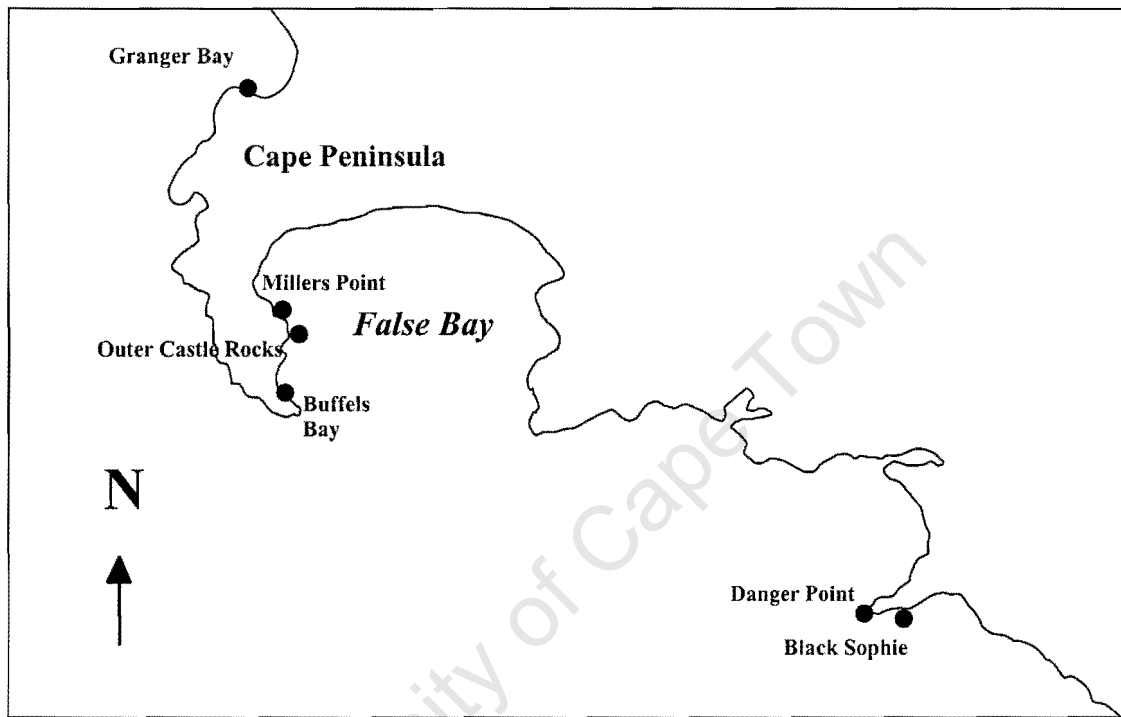 Granger Bay
Cape Peninsula
Millers Point
False Bay
Outer Castle Rocks
Buffels
Bay
N
Danger Point
Black Sophie
University of Cape Town